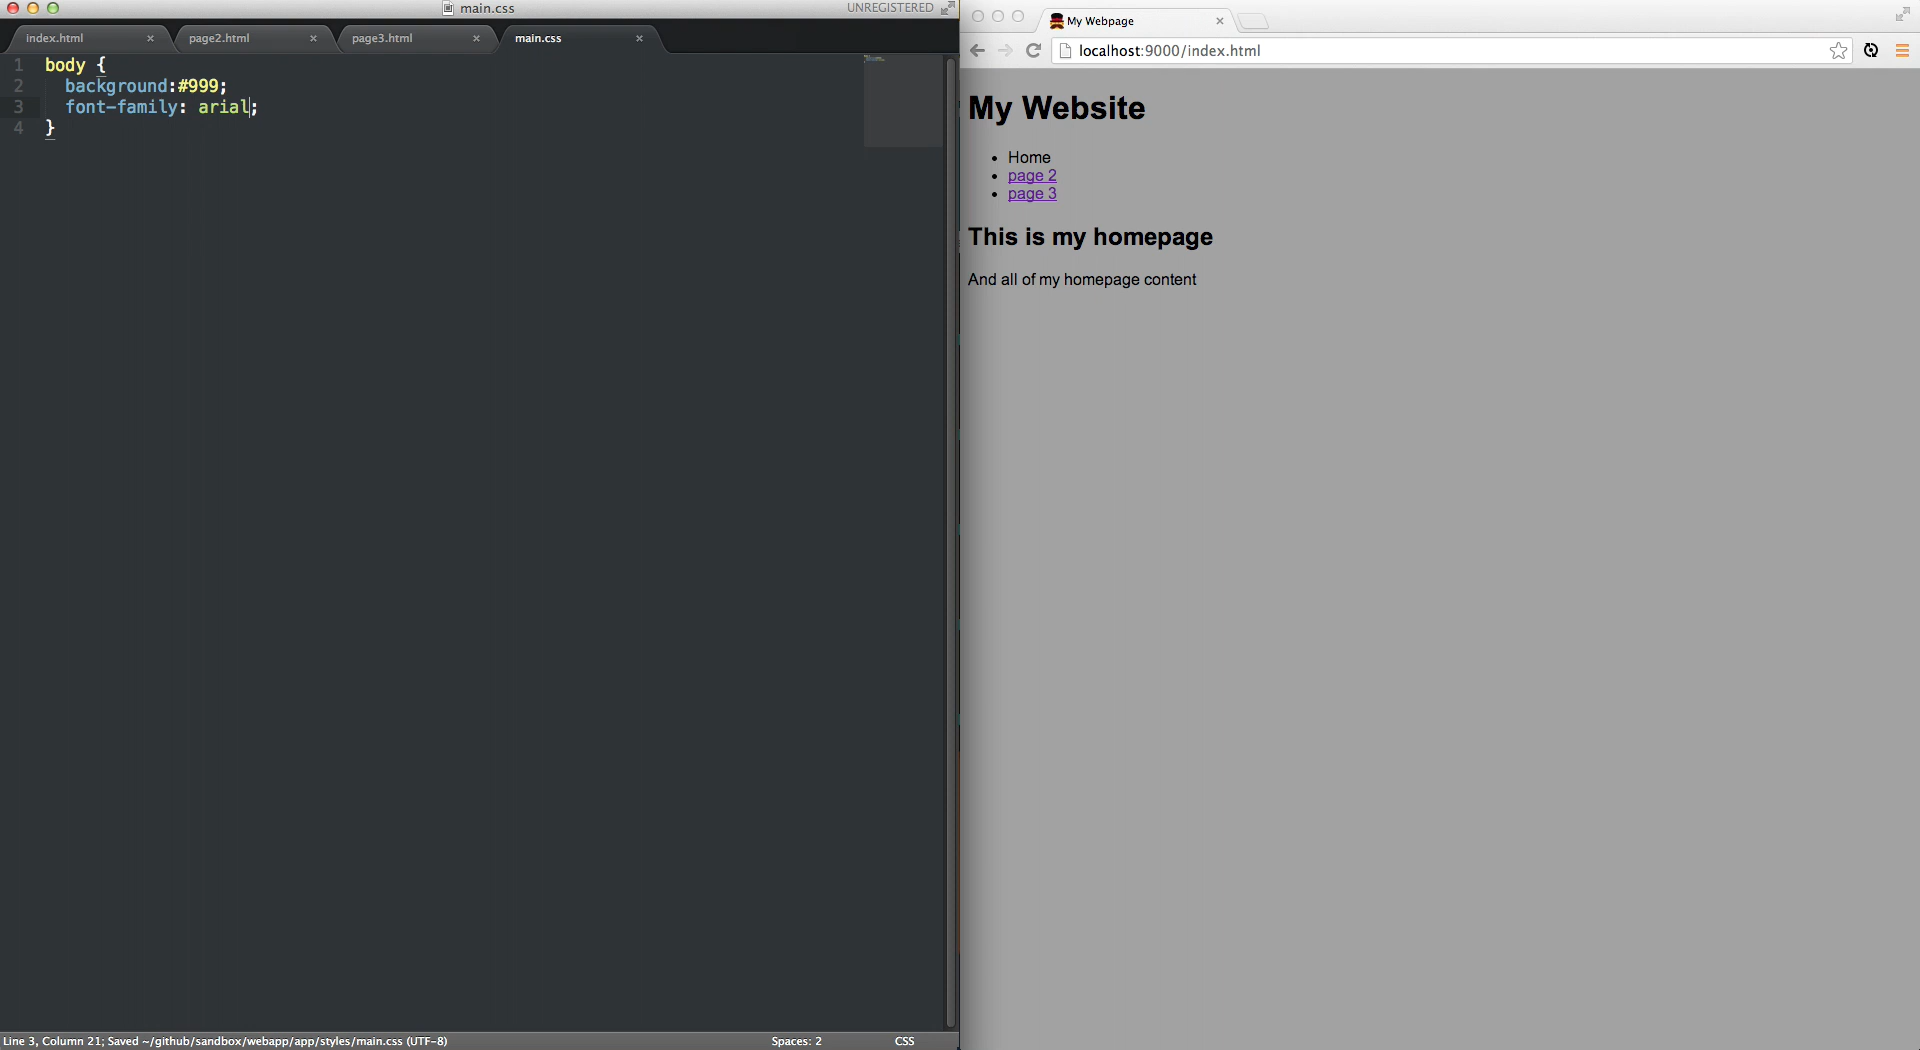 main.css
UNREGISTERED
index.html
page2.html
page3.html
main.css
1 body {
2 background:#999;
3 font-family: arial;
4 }
Line 3, Column 21; Saved ~/github/sandbox/webapp/app/styles/main.css (UTF-8)
Spaces: 2
CSS
My Webpage
localhost:9000/index.html
My Website
• Home
• page 2
• page 3
This is my homepage
And all of my homepage content